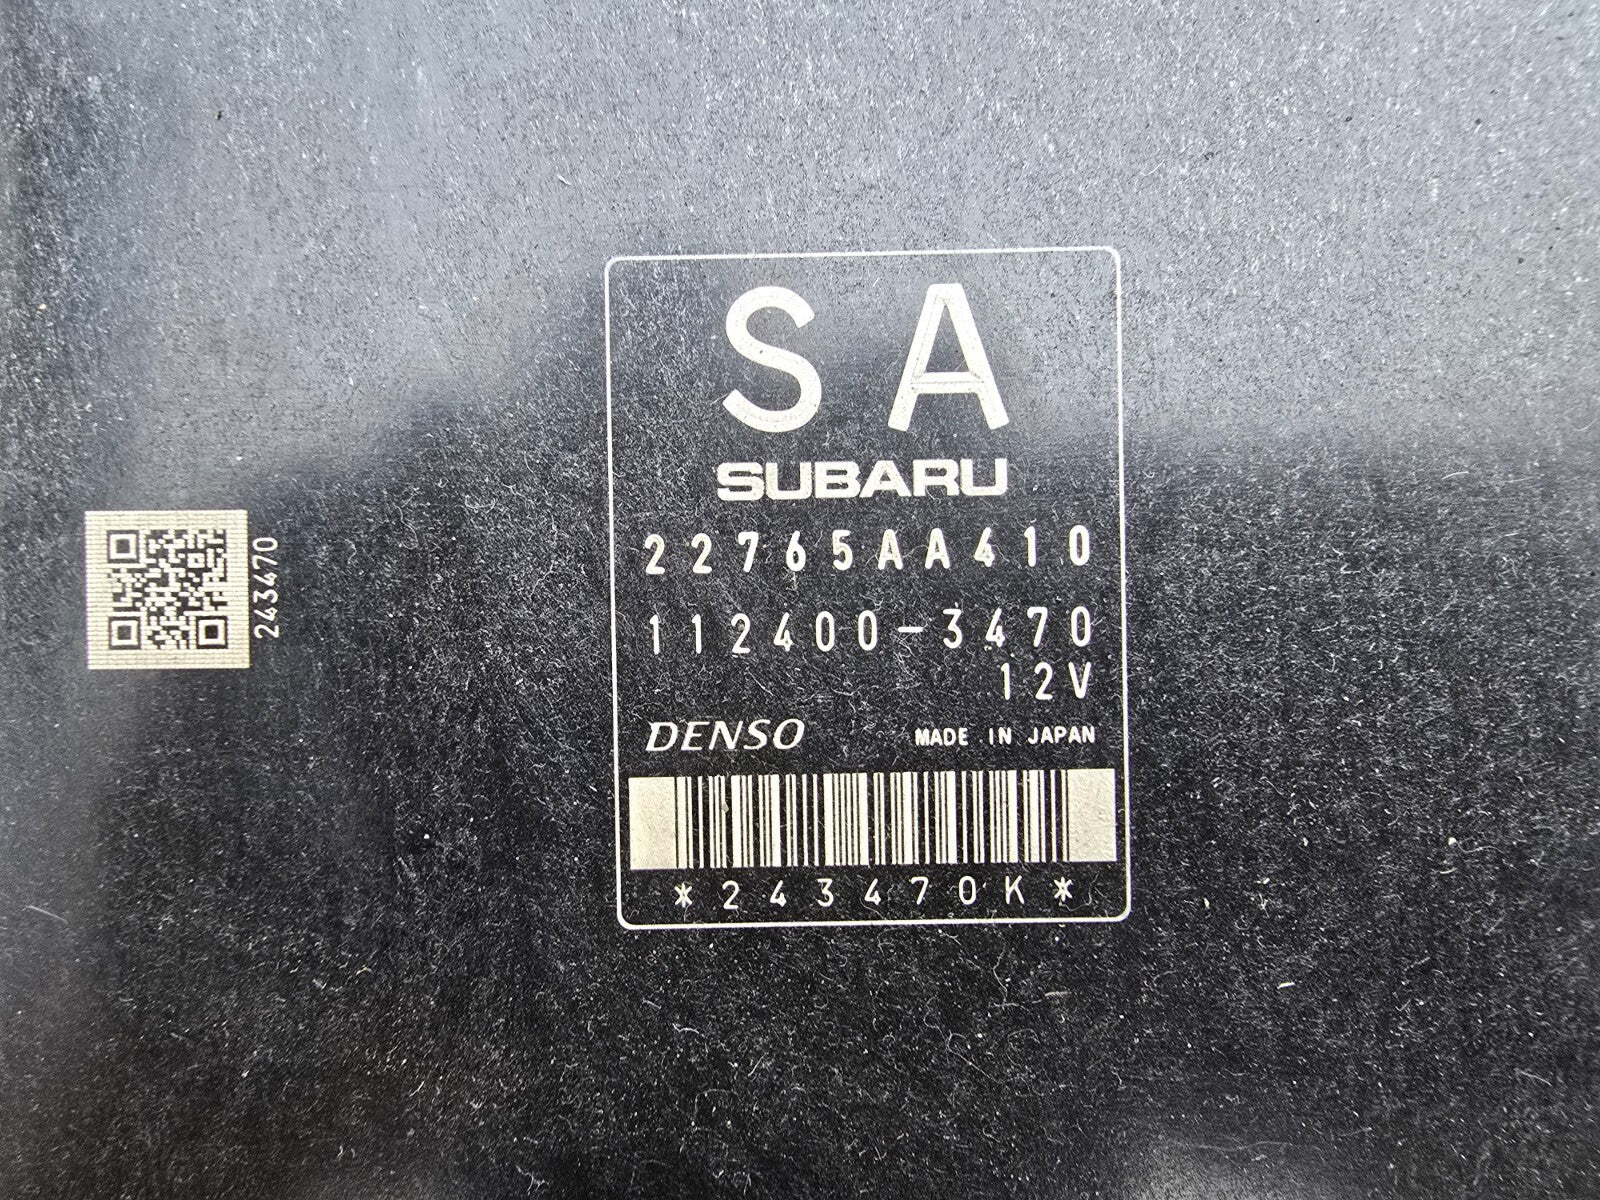 SA
SUBARU
22765AA410
112400-3470
12V
DENSO MADE IN JAPAN
*243470K*
243470